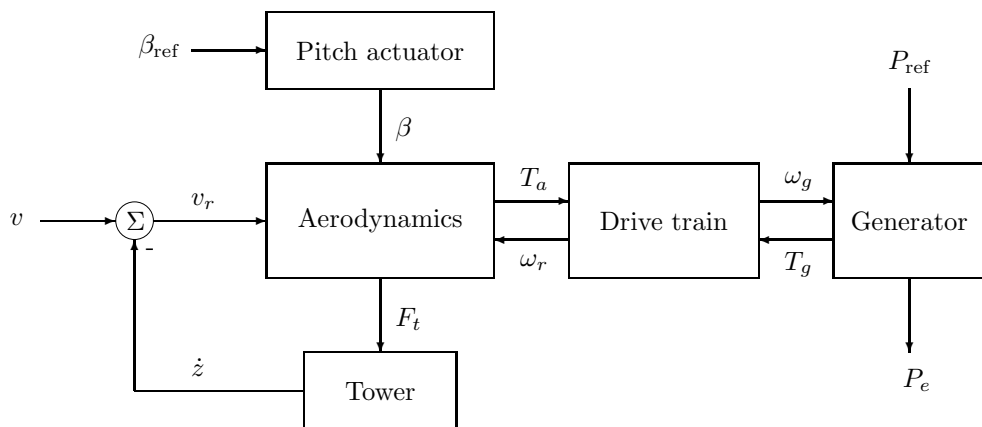 β_ref
Pitch actuator
P_ref
β
v
Σ
-
v_r
Aerodynamics
T_a
ω_r
Drive train
ω_g
T_g
Generator
F_t
ż
Tower
P_e